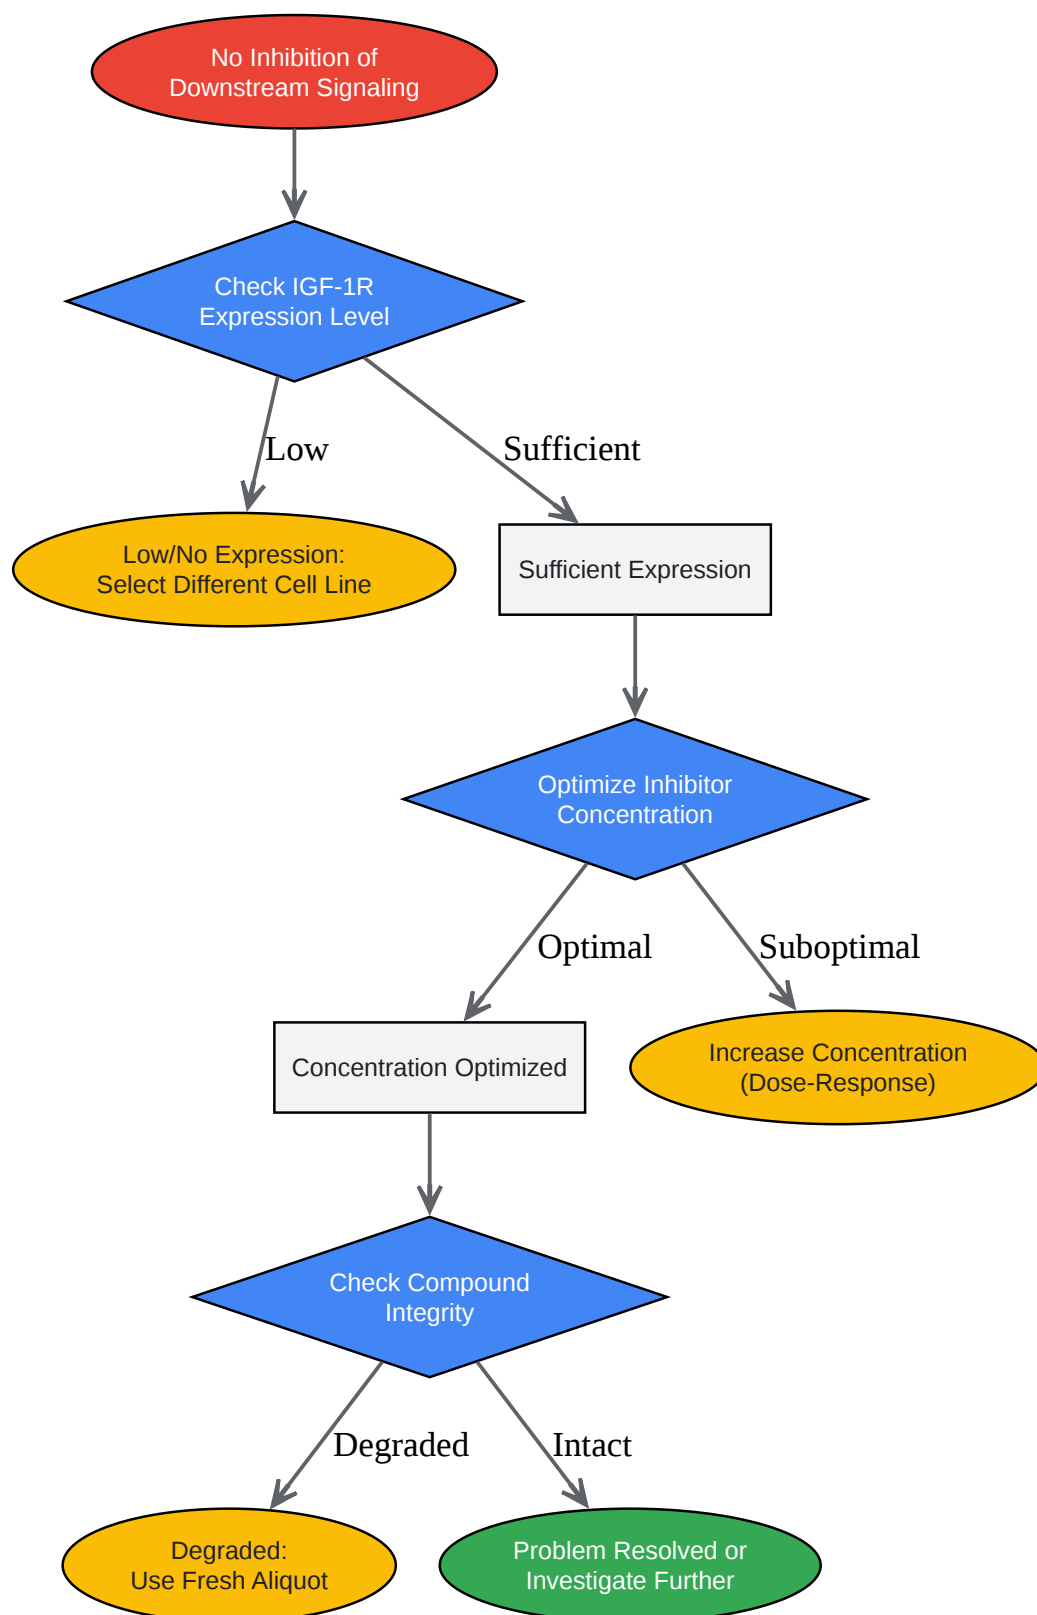 No Inhibition of
Downstream Signaling
Check IGF-1R
Expression Level
Low
Sufficient
Low/No Expression:
Select Different Cell Line
Sufficient Expression
Optimize Inhibitor
Concentration
Optimal
Suboptimal
Concentration Optimized
Increase Concentration
(Dose-Response)
Check Compound
Integrity
Degraded
Intact
Degraded:
Use Fresh Aliquot
Problem Resolved or
Investigate Further